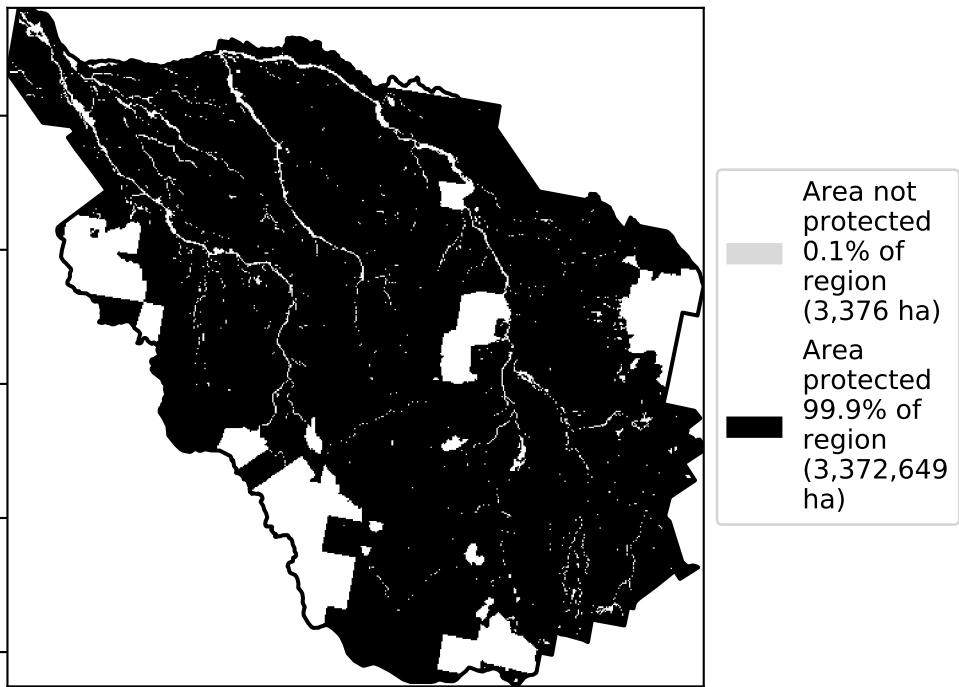 Area not
protected
0.1% of
region
(3,376 ha)
Area
protected
99.9% of
region
(3,372,649
ha)